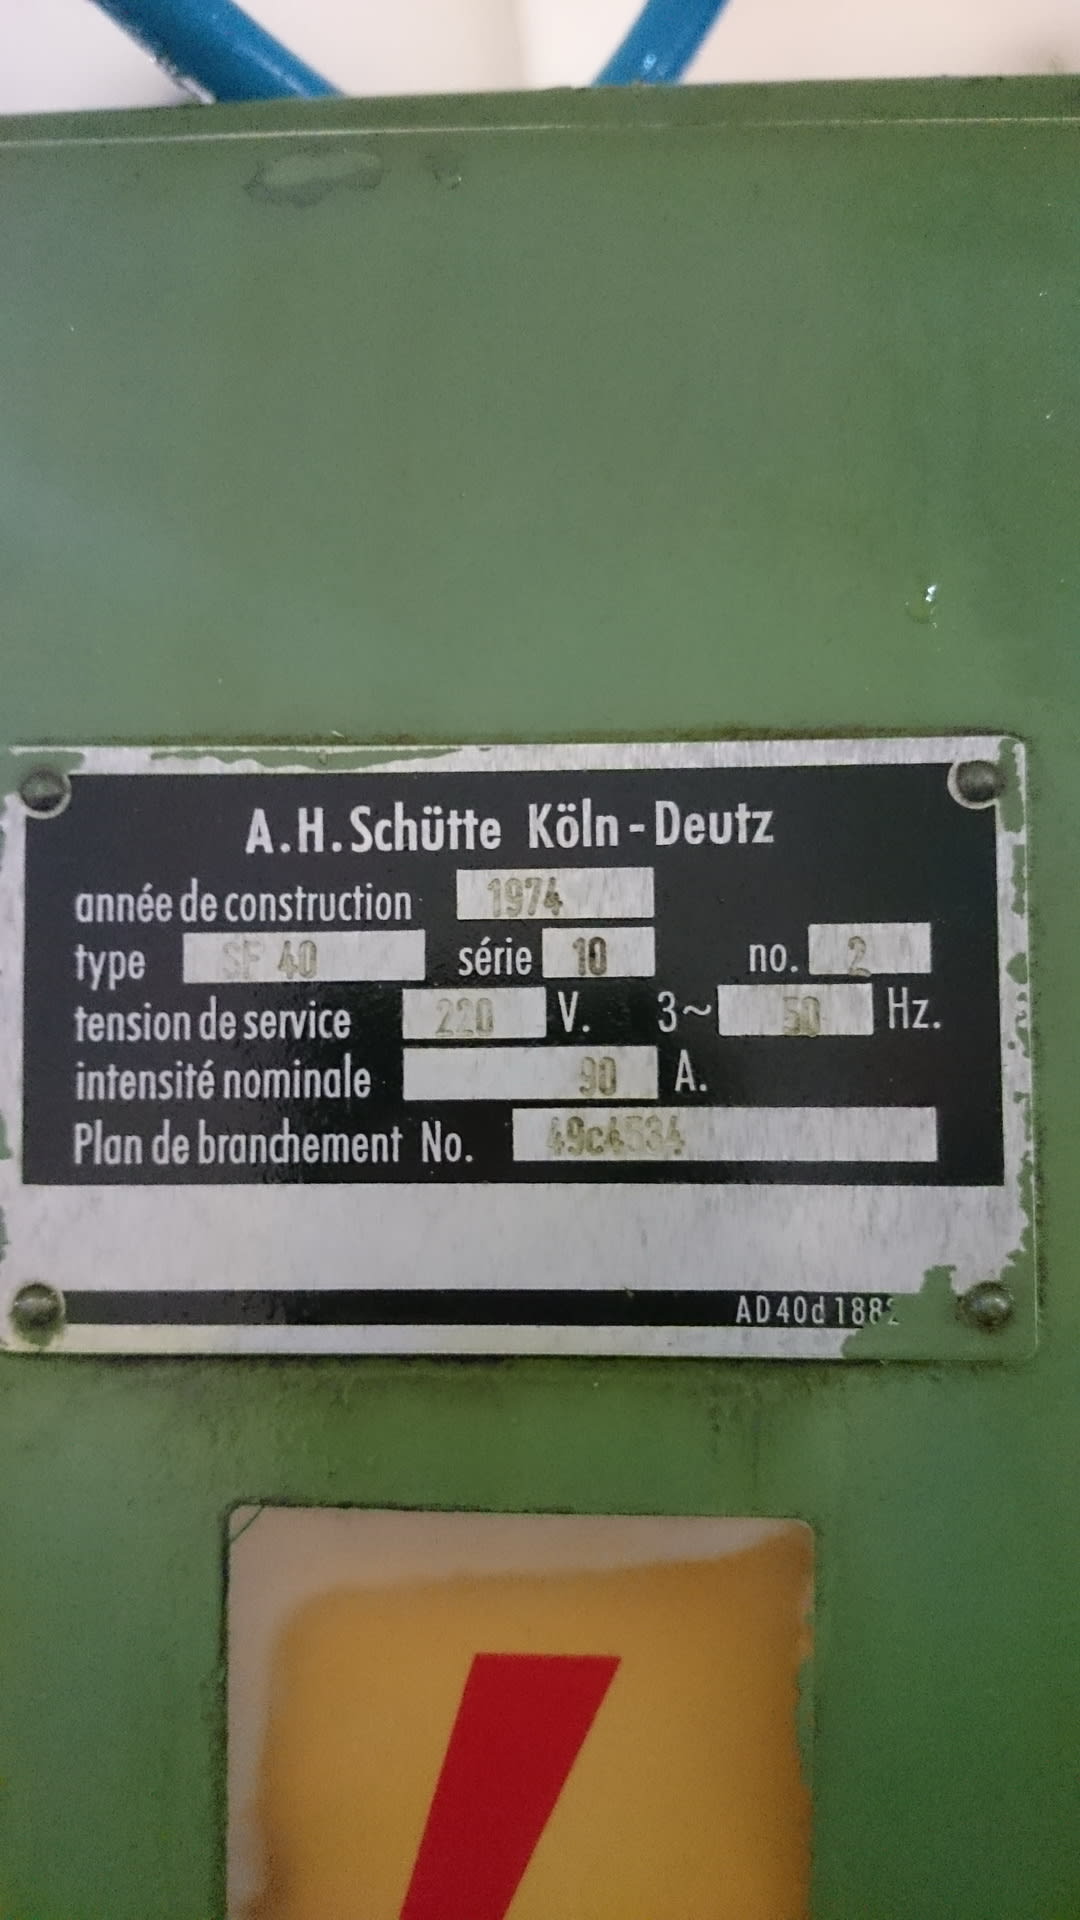 A.H. Schütte Köln-Deutz
année de construction 1974
type SF 40 série 10 no. 2
tension de service 220 V. 3~ 50 Hz.
intensité nominale 90 A.
Plan de branchement No. 49c4534
AD40d